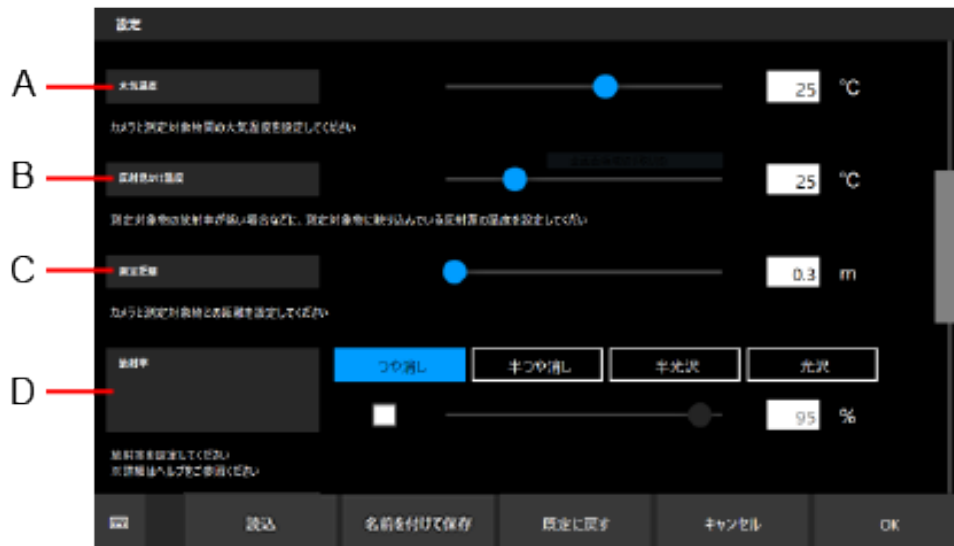 設定
A
大気温度
25 ℃
カメラと測定対象物間の大気温度を設定してください
B
反射見かけ温度
25 ℃
測定対象物の放射率が低い場合などに、測定対象物に映り込んでいる反射源の温度を設定してくだい
C
測定距離
0.3 m
カメラと測定対象物との距離を設定してください
D
放射率
つや消し 半つや消し 半光沢 光沢
95 %
放射率を設定してください
※詳細はヘルプをご参照ください
読込 名前を付けて保存 既定に戻す キャンセル OK